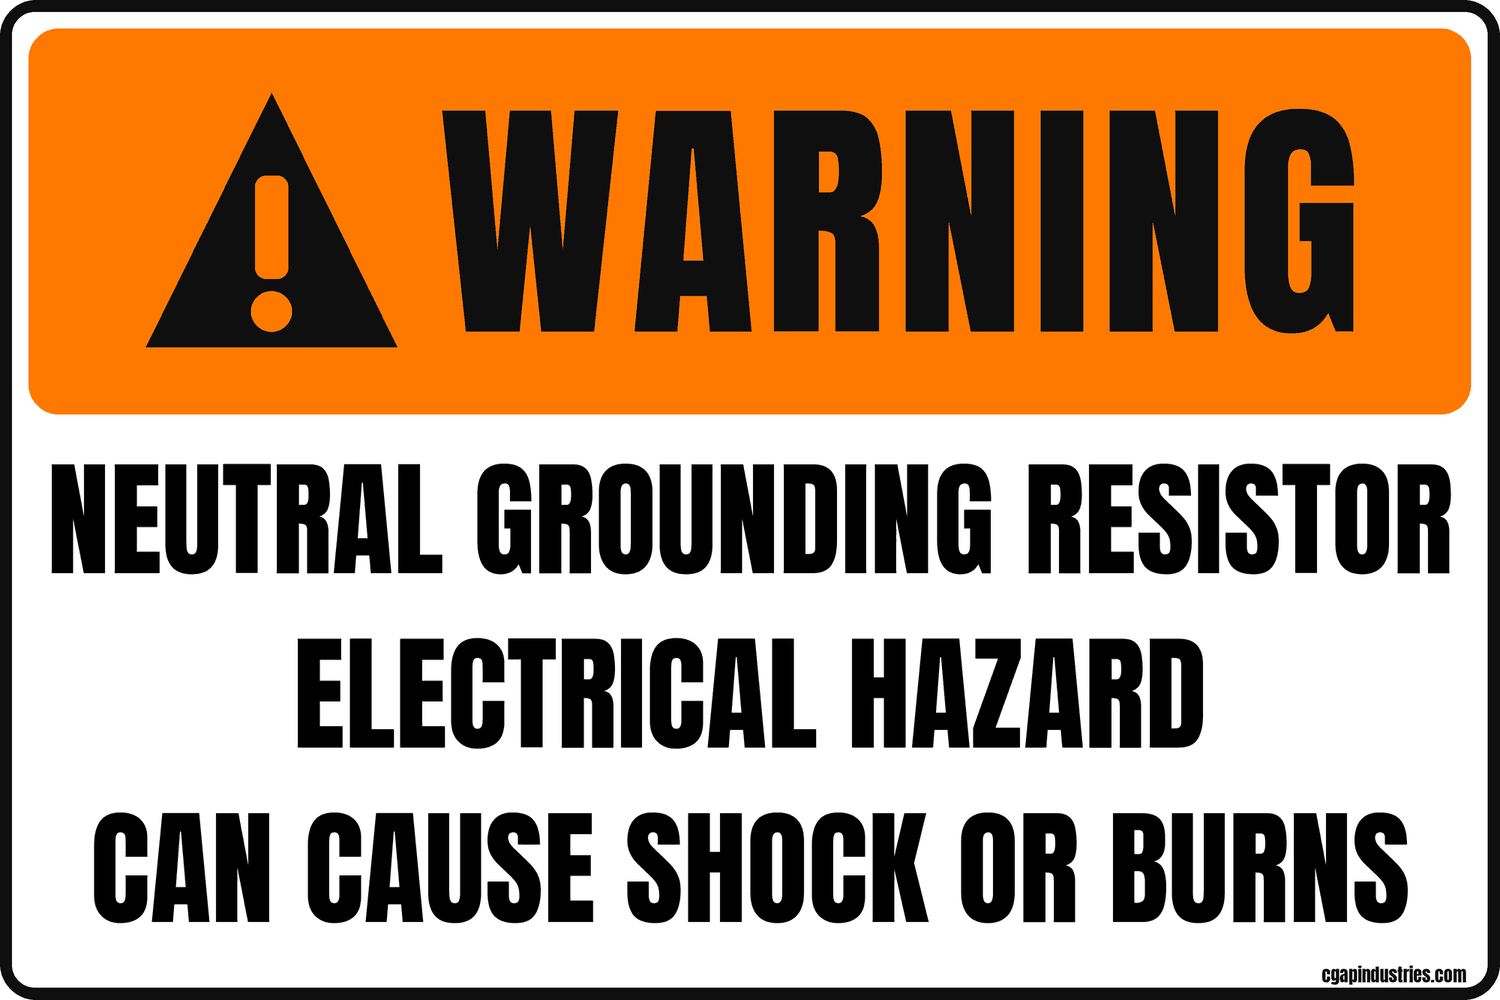 WARNING
NEUTRAL GROUNDING RESISTOR
ELECTRICAL HAZARD
CAN CAUSE SHOCK OR BURNS
cgapindustries.com